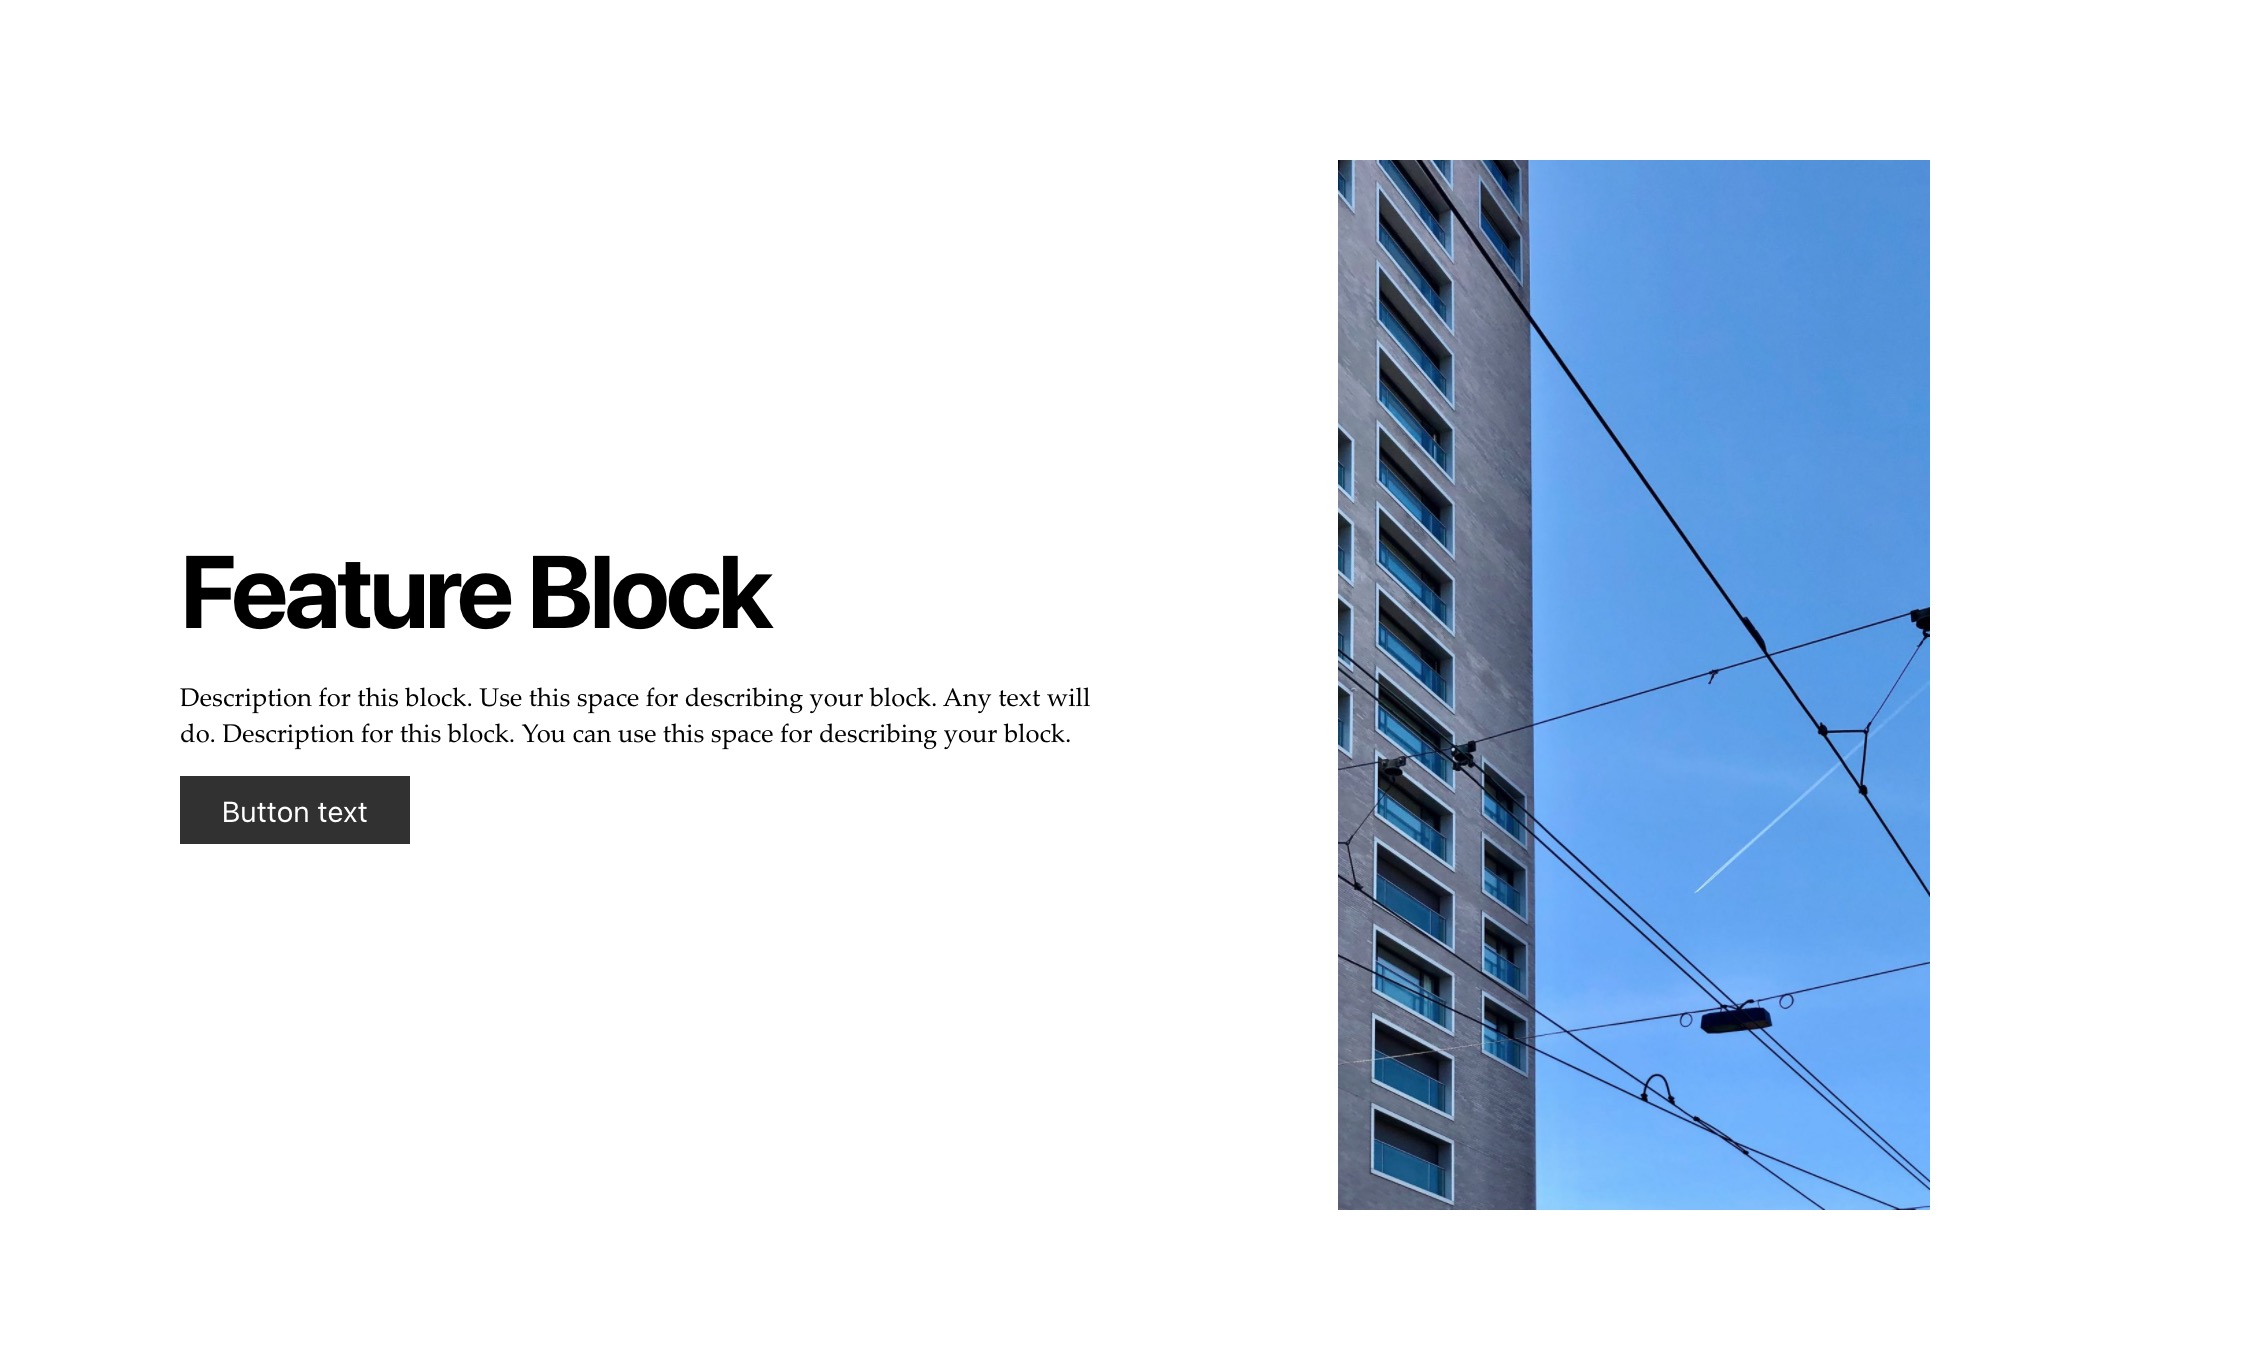 Feature Block
Description for this block. Use this space for describing your block. Any text will
do. Description for this block. You can use this space for describing your block.
Button text